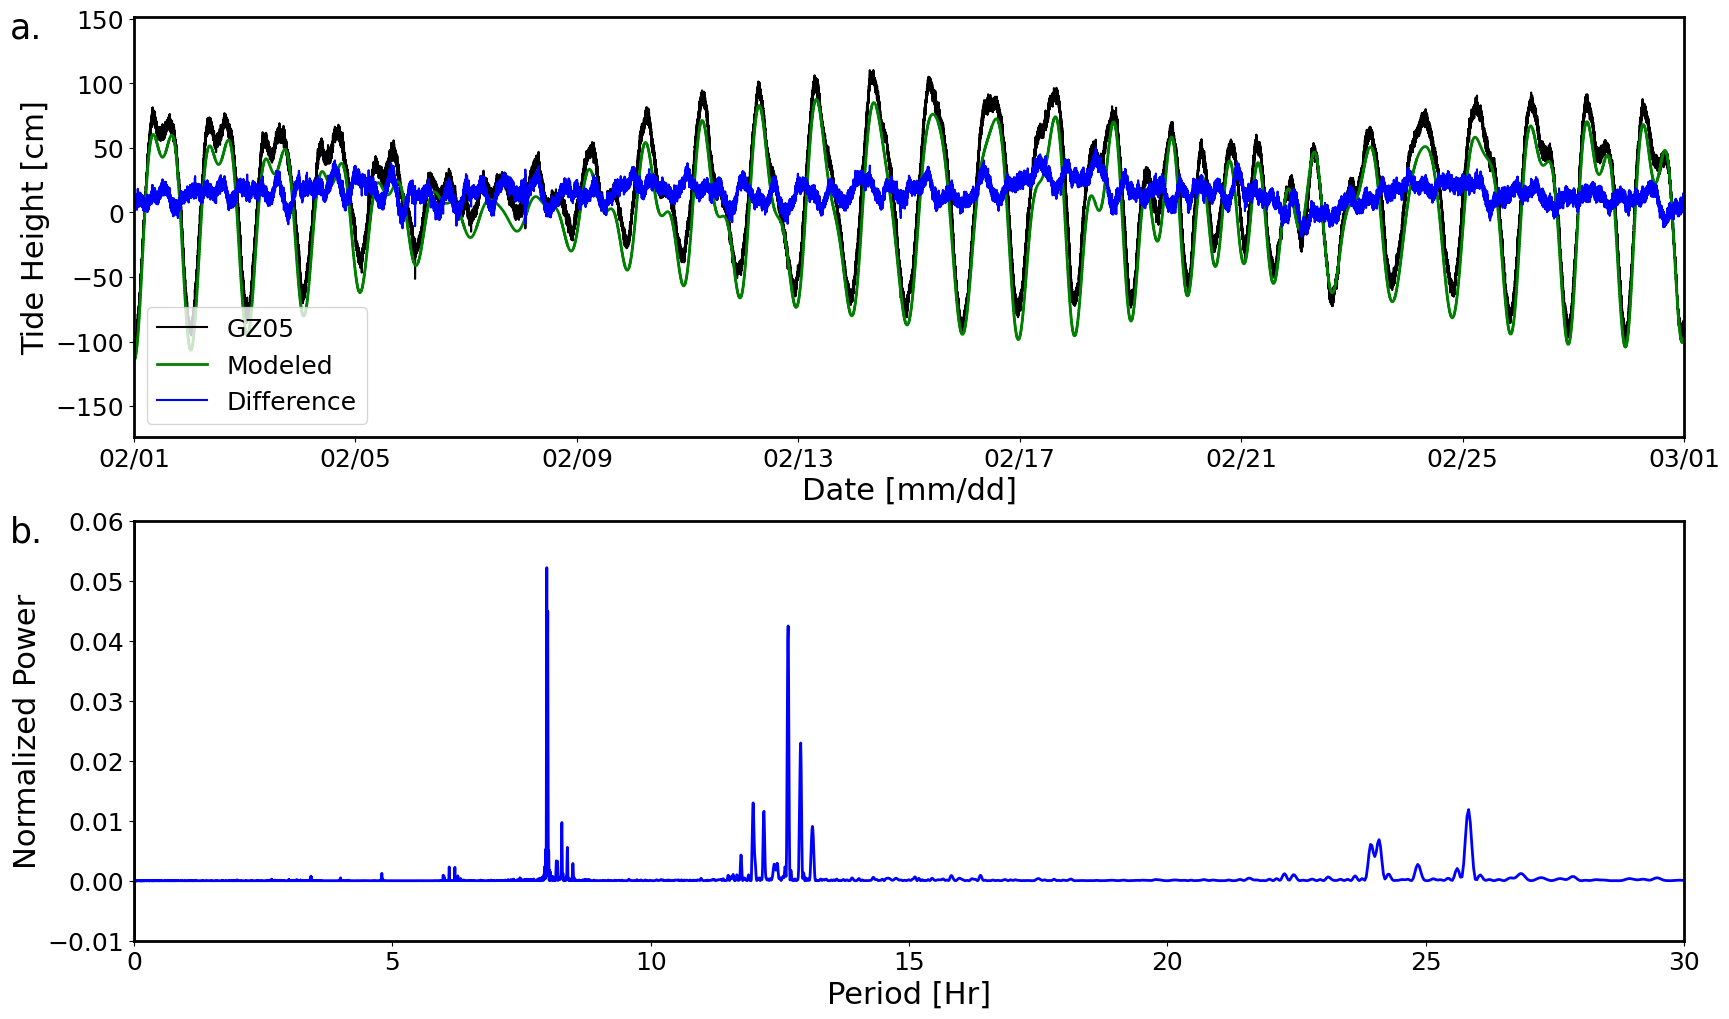 a.
Tide Height [cm]
150
100
50
0
−50
−100
−150
GZ05
Modeled
Difference
02/01 02/05 02/09 02/13 02/17 02/21 02/25 03/01
Date [mm/dd]
b.
Normalized Power
0.06
0.05
0.04
0.03
0.02
0.01
0.00
−0.01
0 5 10 15 20 25 30
Period [Hr]